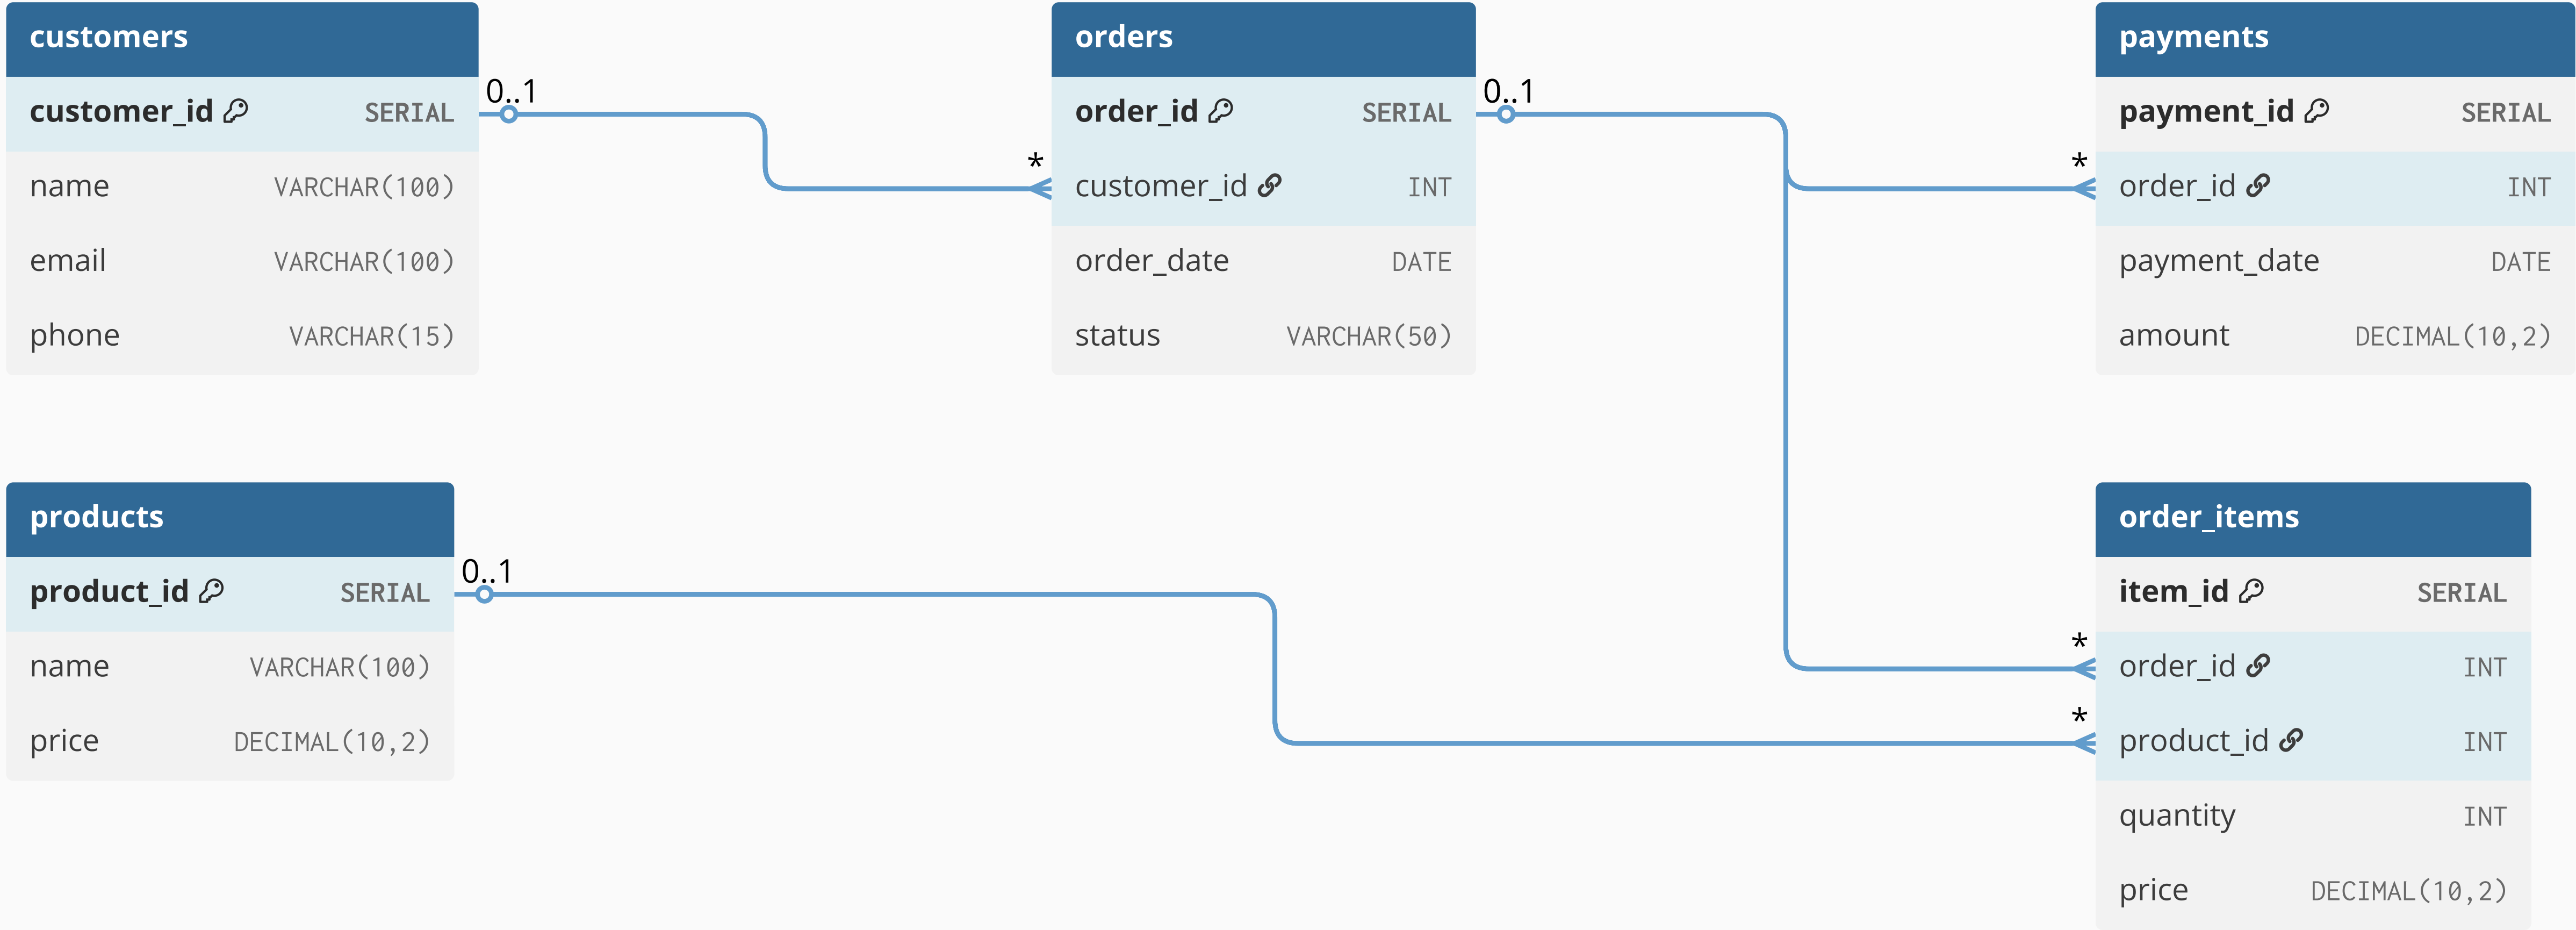 customers
customer_id SERIAL
name VARCHAR(100)
email VARCHAR(100)
phone VARCHAR(15)
0..1
*
orders
order_id SERIAL
customer_id INT
order_date DATE
status VARCHAR(50)
0..1
*
payments
payment_id SERIAL
order_id INT
payment_date DATE
amount DECIMAL(10,2)
products
product_id SERIAL
name VARCHAR(100)
price DECIMAL(10,2)
0..1
*
*
order_items
item_id SERIAL
order_id INT
product_id INT
quantity INT
price DECIMAL(10,2)